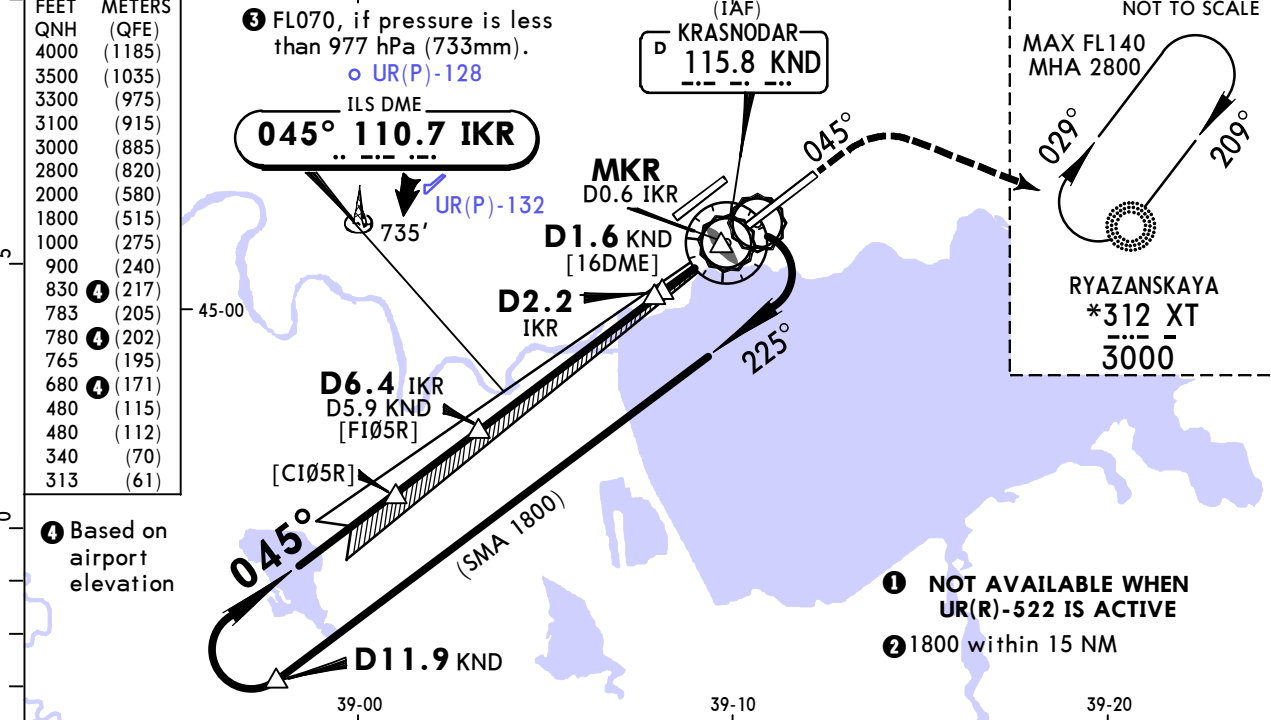 FEET METERS
QNH (QFE)
4000 (1185)
3500 (1035)
3300 (975)
3100 (915)
3000 (885)
2800 (820)
2000 (580)
1800 (515)
1000 (275)
900 (240)
830 4 (217)
783 (205)
780 4 (202)
765 (195)
680 4 (171)
480 (115)
480 (112)
340 (70)
313 (61)
4 Based on
airport
elevation
5
0
3 FL070, if pressure is less
than 977 hPa (733mm).
UR(P)-128
ILS DME
045° 110.7 IKR
UR(P)-132
735'
45-00
(IAF)
KRASNODAR
D 115.8 KND
MKR
D0.6 IKR
D1.6 KND
[16DME]
D2.2
IKR
D6.4 IKR
D5.9 KND
[FIØ5R]
[CIØ5R]
045°
045°
225°
(SMA 1800)
D11.9 KND
NOT TO SCALE
MAX FL140
MHA 2800
029°
209°
RYAZANSKAYA
*312 XT
3000
1 NOT AVAILABLE WHEN
UR(R)-522 IS ACTIVE
2 1800 within 15 NM
39-00
39-10
39-20